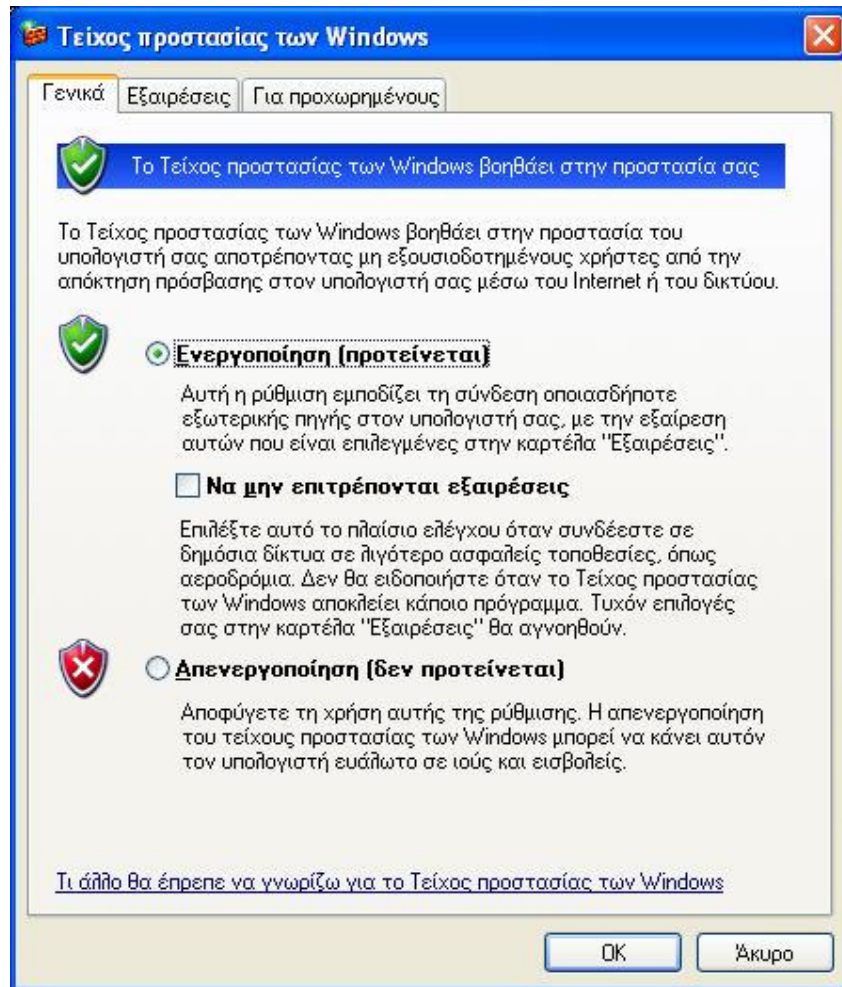 Τείχος προστασίας των Windows
Γενικά
Εξαιρέσεις
Για προχωρημένους
Το Τείχος προστασίας των Windows βοηθάει στην προστασία σας
Το Τείχος προστασίας των Windows βοηθάει στην προστασία του
υπολογιστή σας αποτρέποντας μη εξουσιοδοτημένους χρήστες από την
απόκτηση πρόσβασης στον υπολογιστή σας μέσω του Internet ή του δικτύου.
Ενεργοποίηση (προτείνεται)
Αυτή η ρύθμιση εμποδίζει τη σύνδεση οποιασδήποτε
εξωτερικής πηγής στον υπολογιστή σας, με την εξαίρεση
αυτών που είναι επιλεγμένες στην καρτέλα "Εξαιρέσεις".
Να μην επιτρέπονται εξαιρέσεις
Επιλέξτε αυτό το πλαίσιο ελέγχου όταν συνδέεστε σε
δημόσια δίκτυα σε λιγότερο ασφαλείς τοποθεσίες, όπως
αεροδρόμια. Δεν θα ειδοποιήστε όταν το Τείχος προστασίας
των Windows αποκλείει κάποιο πρόγραμμα. Τυχόν επιλογές
σας στην καρτέλα "Εξαιρέσεις" θα αγνοηθούν.
Απενεργοποίηση (δεν προτείνεται)
Αποφύγετε τη χρήση αυτής της ρύθμισης. Η απενεργοποίηση
του τείχους προστασίας των Windows μπορεί να κάνει αυτόν
τον υπολογιστή ευάλωτο σε ιούς και εισβολείς.
Τι άλλο θα έπρεπε να γνωρίζω για το Τείχος προστασίας των Windows
OK
Άκυρο